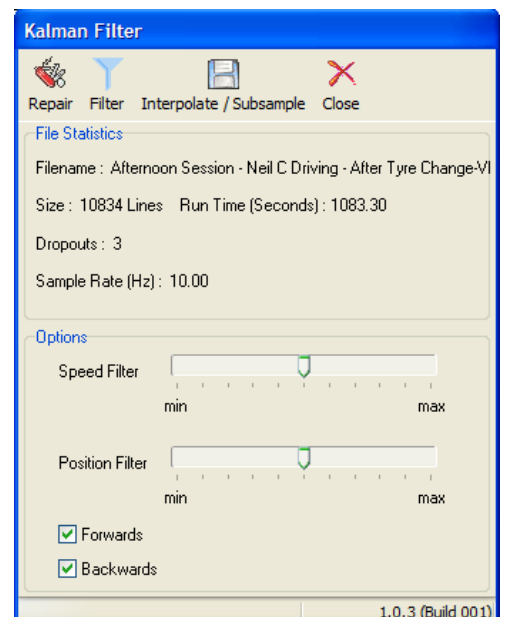 Kalman Filter
Repair Filter Interpolate / Subsample Close
File Statistics
Filename : Afternoon Session - Neil C Driving - After Tyre Change-VI
Size : 10834 Lines Run Time (Seconds) : 1083.30
Dropouts : 3
Sample Rate (Hz) : 10.00
Options
Speed Filter
min max
Position Filter
min max
Forwards
Backwards
1.0.3 (Build 001)